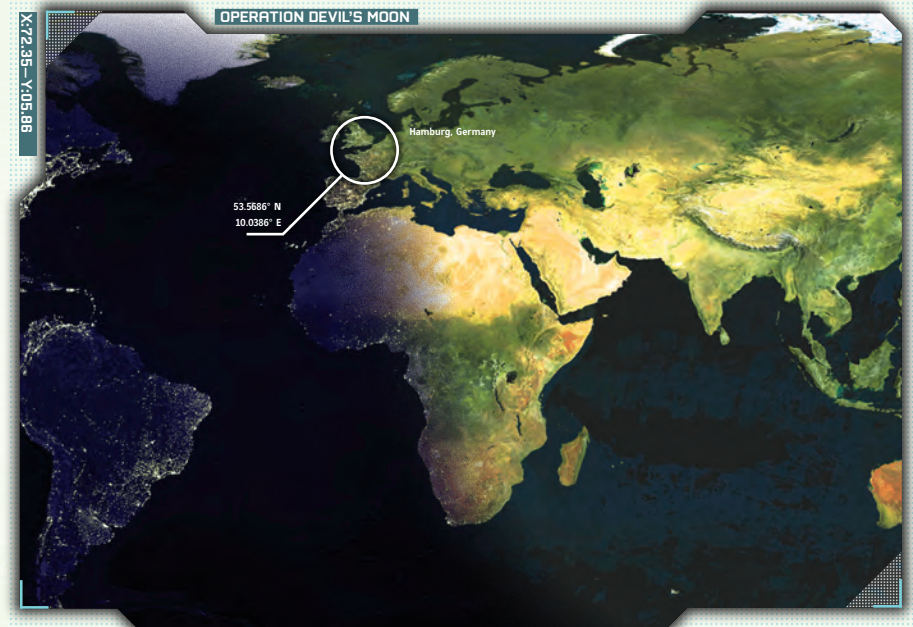 OPERATION DEVIL'S MOON
X:72.35–Y:05.86
Hamburg, Germany
53.5686° N
10.0386° E